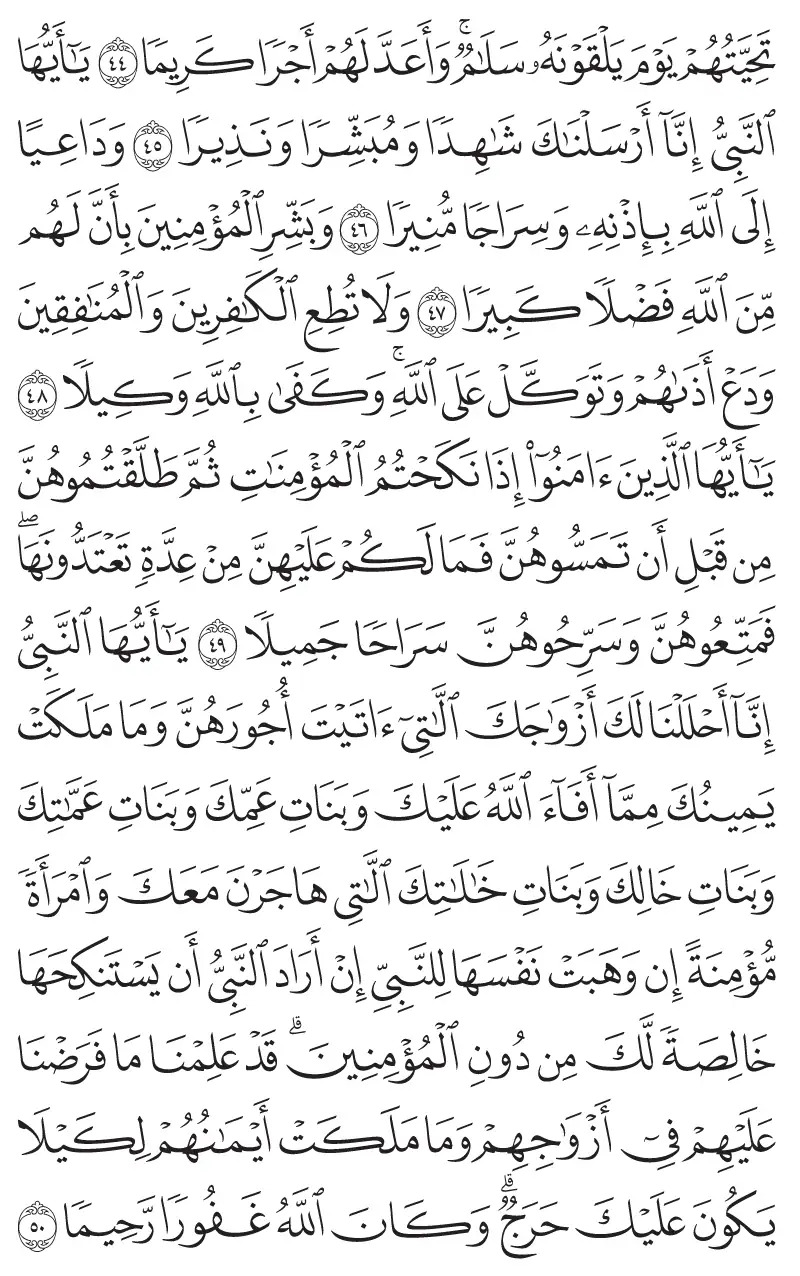 تَحِيَّتُهُمْ يَوْمَ يَلْقَوْنَهُۥ سَلَٰمٌۚ وَأَعَدَّ لَهُمْ أَجْرًا كَرِيمًا ٤٤ يَٰٓأَيُّهَا
ٱلنَّبِيُّ إِنَّآ أَرْسَلْنَٰكَ شَٰهِدًا وَمُبَشِّرًا وَنَذِيرًا ٤٥ وَدَاعِيًا
إِلَى ٱللَّهِ بِإِذْنِهِۦ وَسِرَاجًا مُّنِيرًا ٤٦ وَبَشِّرِ ٱلْمُؤْمِنِينَ بِأَنَّ لَهُم
مِّنَ ٱللَّهِ فَضْلًا كَبِيرًا ٤٧ وَلَا تُطِعِ ٱلْكَٰفِرِينَ وَٱلْمُنَٰفِقِينَ
وَدَعْ أَذَىٰهُمْ وَتَوَكَّلْ عَلَى ٱللَّهِۚ وَكَفَىٰ بِٱللَّهِ وَكِيلًا ٤٨
يَٰٓأَيُّهَا ٱلَّذِينَ ءَامَنُوٓا۟ إِذَا نَكَحْتُمُ ٱلْمُؤْمِنَٰتِ ثُمَّ طَلَّقْتُمُوهُنَّ
مِن قَبْلِ أَن تَمَسُّوهُنَّ فَمَا لَكُمْ عَلَيْهِنَّ مِنْ عِدَّةٍ تَعْتَدُّونَهَاۖ
فَمَتِّعُوهُنَّ وَسَرِّحُوهُنَّ سَرَاحًا جَمِيلًا ٤٩ يَٰٓأَيُّهَا ٱلنَّبِيُّ
إِنَّآ أَحْلَلْنَا لَكَ أَزْوَٰجَكَ ٱلَّٰتِيٓ ءَاتَيْتَ أُجُورَهُنَّ وَمَا مَلَكَتْ
يَمِينُكَ مِمَّآ أَفَآءَ ٱللَّهُ عَلَيْكَ وَبَنَاتِ عَمِّكَ وَبَنَاتِ عَمَّٰتِكَ
وَبَنَاتِ خَالِكَ وَبَنَاتِ خَٰلَٰتِكَ ٱلَّٰتِي هَاجَرْنَ مَعَكَ وَٱمْرَأَةً
مُّؤْمِنَةً إِن وَهَبَتْ نَفْسَهَا لِلنَّبِيِّ إِنْ أَرَادَ ٱلنَّبِيُّ أَن يَسْتَنكِحَهَا
خَالِصَةً لَّكَ مِن دُونِ ٱلْمُؤْمِنِينَۗ قَدْ عَلِمْنَا مَا فَرَضْنَا
عَلَيْهِمْ فِيٓ أَزْوَٰجِهِمْ وَمَا مَلَكَتْ أَيْمَٰنُهُمْ لِكَيْلَا
يَكُونَ عَلَيْكَ حَرَجٌۗ وَكَانَ ٱللَّهُ غَفُورًا رَّحِيمًا ٥٠